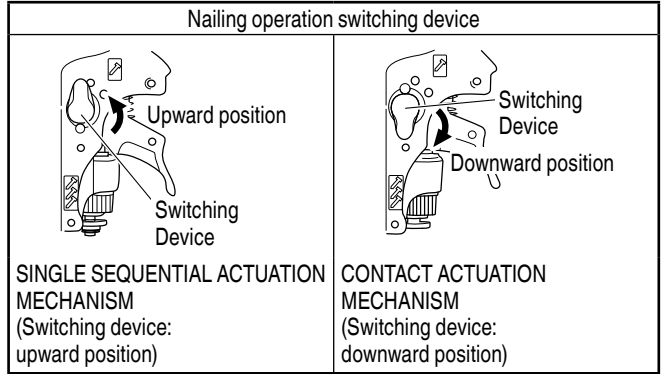 Nailing operation switching device
Upward position
Switching
Device
SINGLE SEQUENTIAL ACTUATION
MECHANISM
(Switching device:
upward position)
Switching
Device
Downward position
CONTACT ACTUATION
MECHANISM
(Switching device:
downward position)